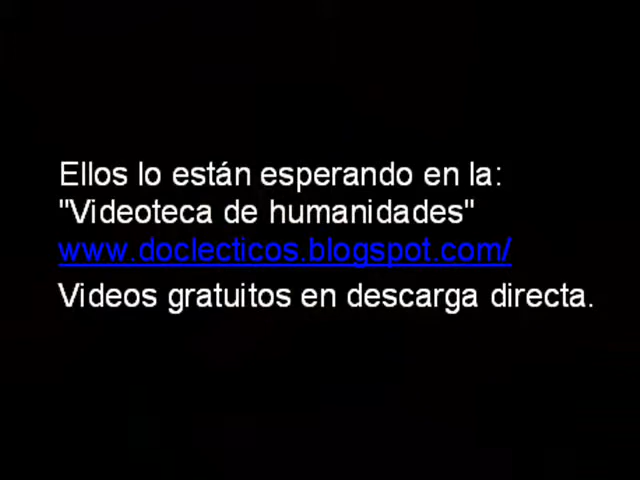 Ellos lo están esperando en la:
"Videoteca de humanidades"
www.doclecticos.blogspot.com/
Videos gratuitos en descarga directa.